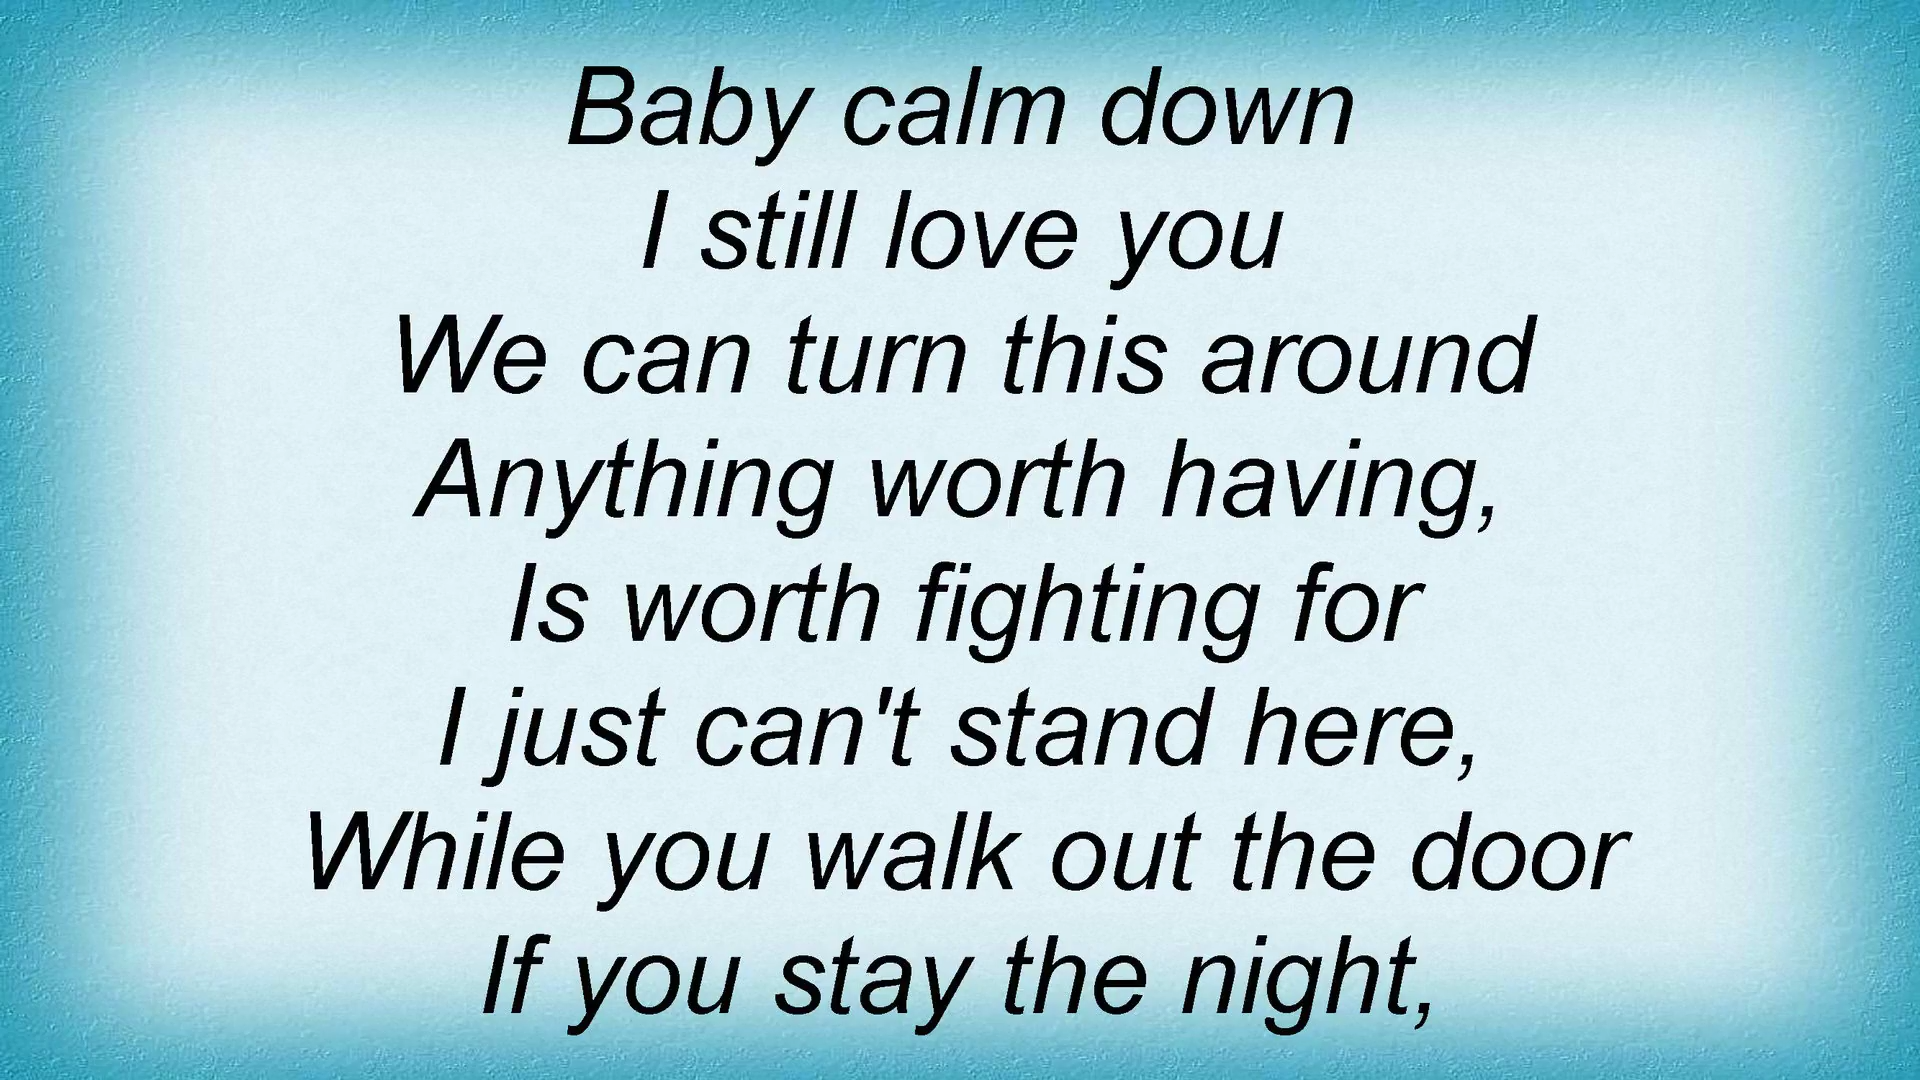 Baby calm down
I still love you
We can turn this around
Anything worth having,
Is worth fighting for
I just can't stand here,
While you walk out the door
If you stay the night,